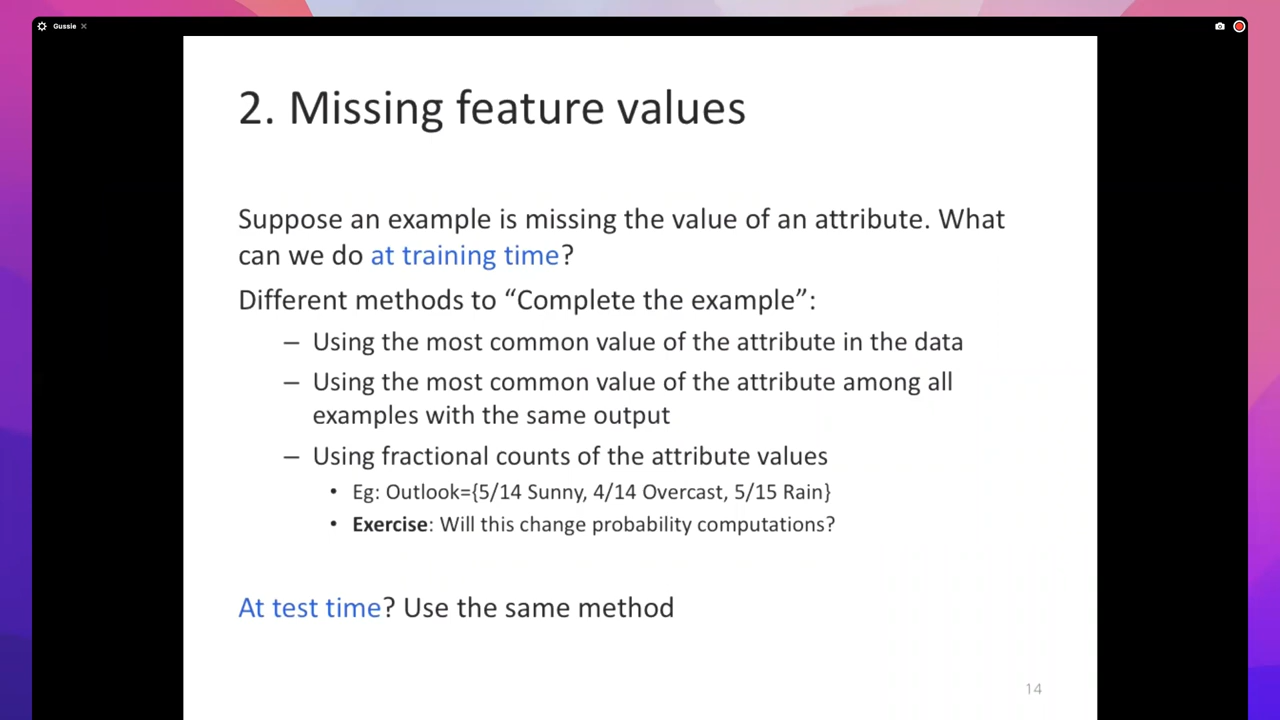 Gussie
2. Missing feature values
Suppose an example is missing the value of an attribute. What
can we do at training time?
Different methods to “Complete the example”:
– Using the most common value of the attribute in the data
– Using the most common value of the attribute among all
examples with the same output
– Using fractional counts of the attribute values
• Eg: Outlook={5/14 Sunny, 4/14 Overcast, 5/15 Rain}
• Exercise: Will this change probability computations?
At test time? Use the same method
14